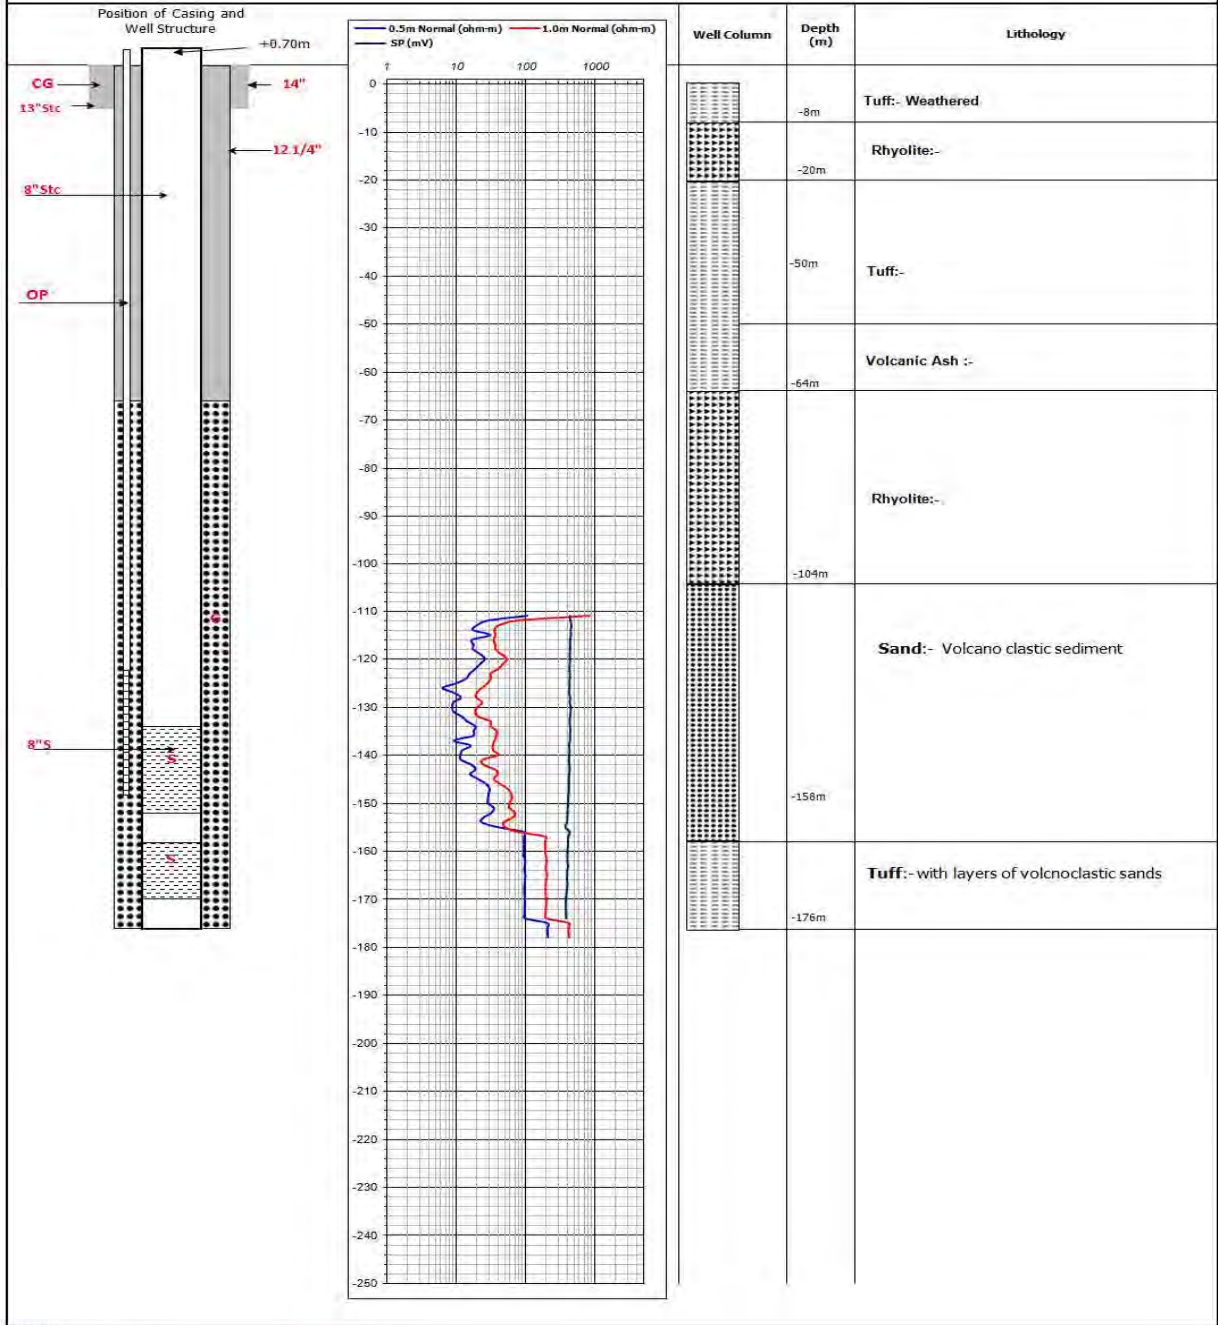 Position of Casing and
Well Structure
+0.70m
CG
14"
13"Stc
12 1/4"
8"Stc
OP
G
8"S
S
S
0.5m Normal (ohm-m)
1.0m Normal (ohm-m)
SP (mV)
1 10 100 1000
0
-10
-20
-30
-40
-50
-60
-70
-80
-90
-100
-110
-120
-130
-140
-150
-160
-170
-180
-190
-200
-210
-220
-230
-240
-250
Well Column
Depth
(m)
Lithology
-8m
Tuff:- Weathered
Rhyolite:-
-20m
-50m
Tuff:-
Volcanic Ash :-
-64m
Rhyolite:-
-104m
Sand:- Volcano clastic sediment
-158m
Tuff:- with layers of volcnoclastic sands
-176m